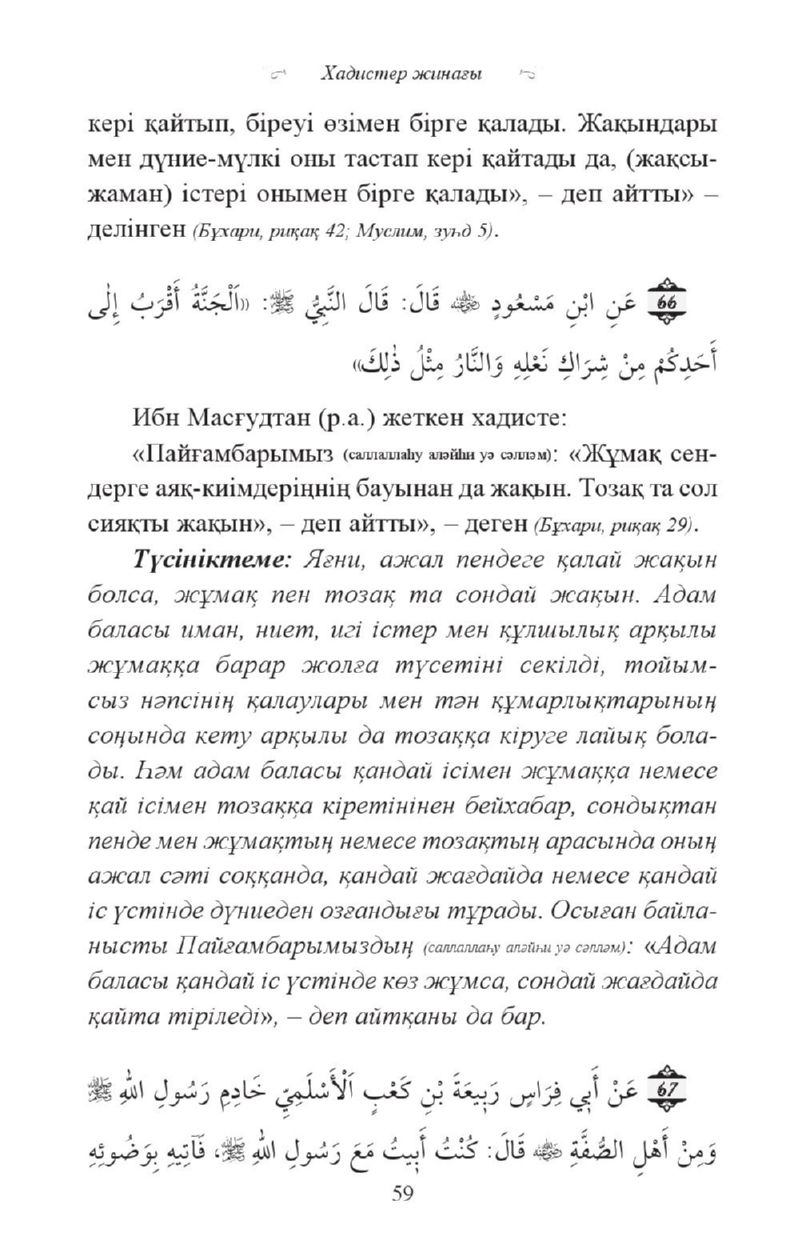 Хадистер жинағы
кері қайтып, біреуі өзімен бірге қалады. Жақындары
мен дүние-мүлкі оны тастап кері қайтады да, (жақсы-
жаман) істері онымен бірге қалады», – деп айтты» –
делінген (Бұхари, риқақ 42; Муслим, зуһд 5).
66 عَنِ ابْنِ مَسْعُودٍ ﷺ قَالَ: قَالَ النَّبِيُّ ﷺ: «اَلْجَنَّةُ أَقْرَبُ إِلٰى
أَحَدِكُمْ مِنْ شِرَاكِ نَعْلِهِ وَالنَّارُ مِثْلُ ذٰلِكَ»
Ибн Масғудтан (р.а.) жеткен хадисте:
«Пайғамбарымыз (саллаллаһу аләйһи уә сәлләм): «Жұмақ сен-
дерге аяқ-киімдеріңнің бауынан да жақын. Тозақ та сол
сияқты жақын», – деп айтты», – деген (Бұхари, риқақ 29).
Түсініктеме: Яғни, ажал пендеге қалай жақын
болса, жұмақ пен тозақ та сондай жақын. Адам
баласы иман, ниет, игі істер мен құлшылық арқылы
жұмаққа барар жолға түсетіні секілді, тойым-
сыз нәпсінің қалаулары мен тән құмарлықтарының
соңында кету арқылы да тозаққа кіруге лайық бола-
ды. Һәм адам баласы қандай ісімен жұмаққа немесе
қай ісімен тозаққа кіретінінен бейхабар, сондықтан
пенде мен жұмақтың немесе тозақтың арасында оның
ажал сәті соққанда, қандай жағдайда немесе қандай
іс үстінде дүниеден озғандығы тұрады. Осыған байла-
нысты Пайғамбарымыздың (саллаллаһу аләйһи уә сәлләм): «Адам
баласы қандай іс үстінде көз жұмса, сондай жағдайда
қайта тіріледі», – деп айтқаны да бар.
67 عَنْ أَبِي فِرَاسٍ رَبِيعَةَ بْنِ كَعْبٍ اَلْأَسْلَمِيِّ خَادِمِ رَسُولِ اللهِ ﷺ
وَمِنْ أَهْلِ الصُّفَّةِ قَالَ: كُنْتُ أَبِيتُ مَعَ رَسُولِ اللهِ ﷺ، فَآتِيهِ بِوَضُوئِهِ
59